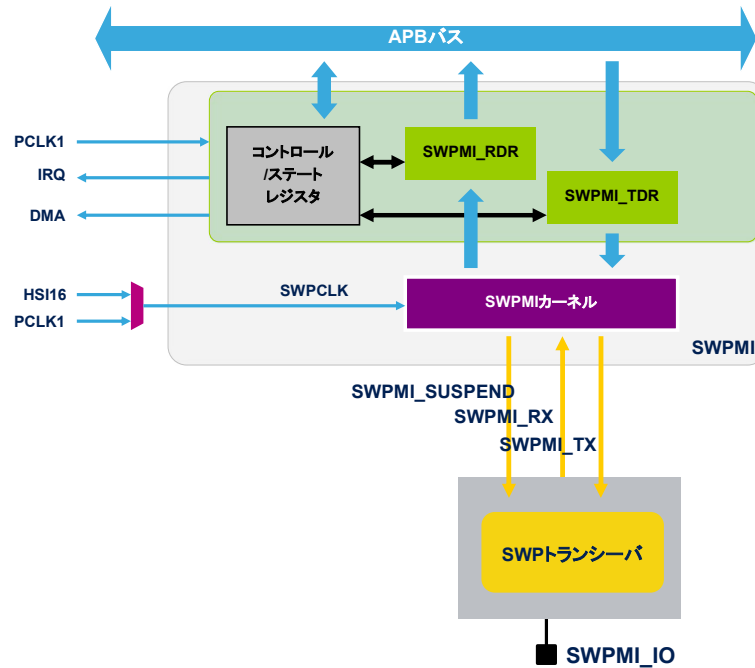 APBバス
PCLK1
IRQ
DMA
コントロール
/ステート
レジスタ
SWPMI_RDR
SWPMI_TDR
HSI16
PCLK1
SWPCLK
SWPMIカーネル
SWPMI
SWPMI_SUSPEND
SWPMI_RX
SWPMI_TX
SWPトランシーバ
SWPMI_IO